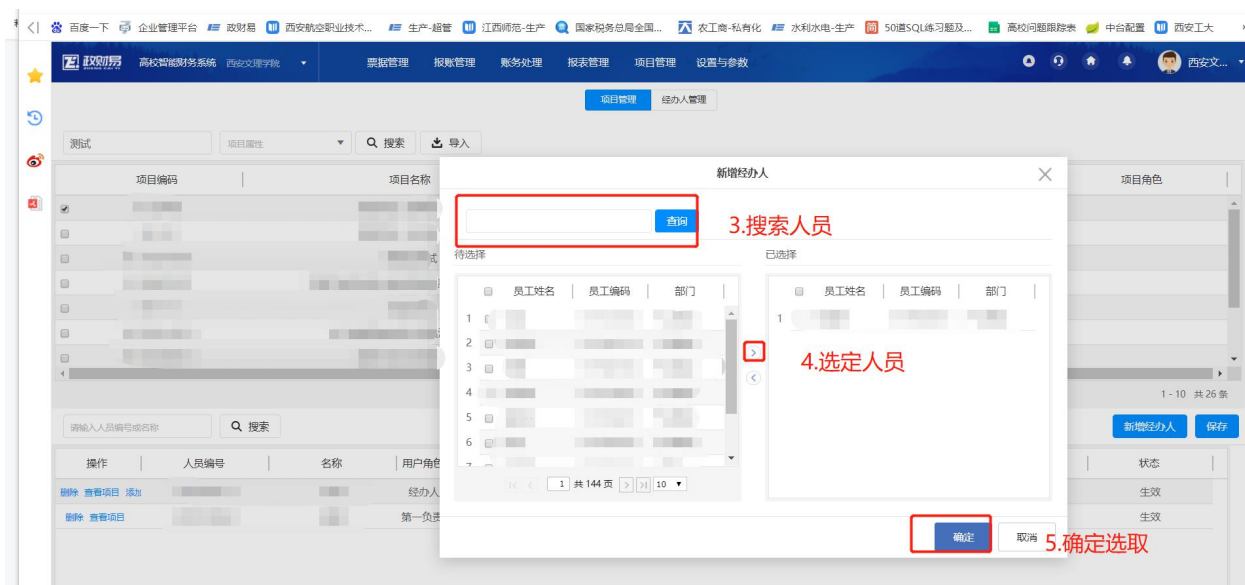 百度一下 企业管理平台 政财易 西安航空职业技术... 生产-超管 江西师范-生产 国家税务总局全国... 农工商-私有化 水利水电-生产 50道SQL练习题及... 高校问题跟踪表 中台配置 西安工大
政财易 高校智能财务系统 西安文理学院 票据管理 报账管理 账务处理 报表管理 项目管理 设置与参数 西安文...
项目管理 经办人管理
测试 项目属性 搜索 导入
新增经办人
项目编码 项目名称 项目角色
查询 3.搜索人员
待选择 已选择
员工姓名 员工编码 部门 员工姓名 员工编码 部门
1 1
2
3 4.选定人员
4
1 - 10 共 26 条
5
请输入人员编号或名称 搜索 新增经办人 保存
6
操作 人员编号 名称 用户角色 状态
1 共 144 页 10
删除 查看项目 添加 经办人 生效
删除 查看项目 第一负责 生效
确定 取消 5.确定选取